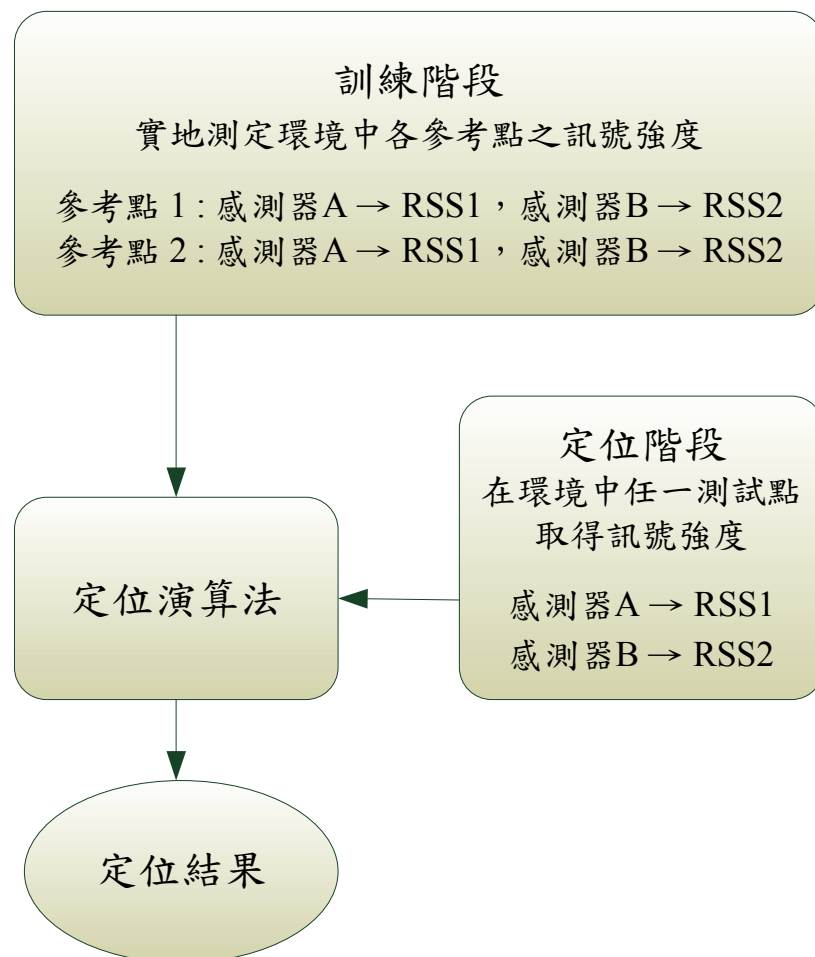 訓練階段
實地測定環境中各參考點之訊號強度
參考點 1 : 感測器A → RSS1，感測器B → RSS2
參考點 2 : 感測器A → RSS1，感測器B → RSS2
定位階段
在環境中任一測試點
取得訊號強度
感測器A → RSS1
感測器B → RSS2
定位演算法
定位結果